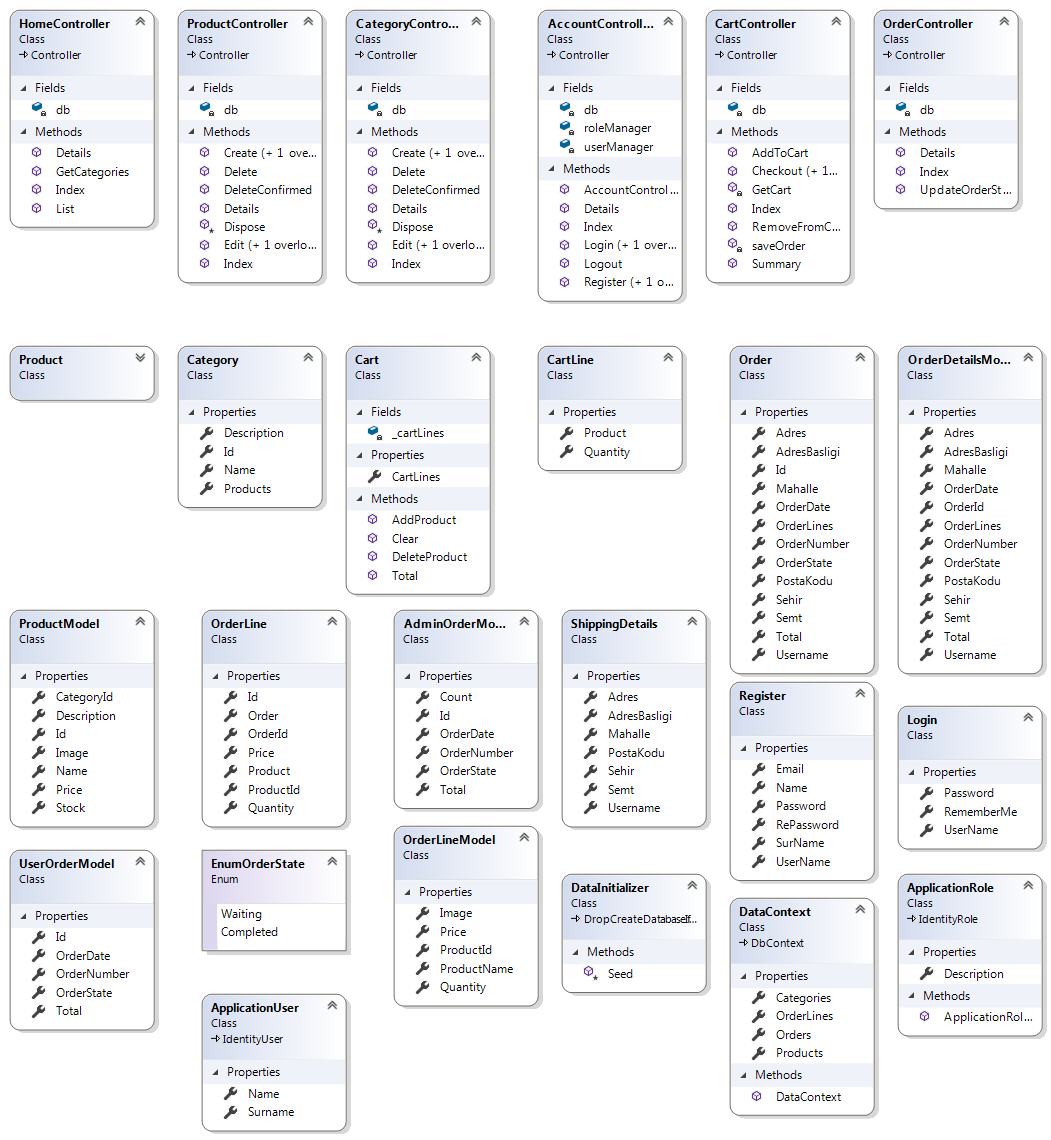 HomeController
Class
Controller
Fields
db
Methods
Details
GetCategories
Index
List
ProductController
Class
Controller
Fields
db
Methods
Create (+ 1 ove...
Delete
DeleteConfirmed
Details
Dispose
Edit (+ 1 overlo...
Index
CategoryContro...
Class
Controller
Fields
db
Methods
Create (+ 1 ove...
Delete
DeleteConfirmed
Details
Dispose
Edit (+ 1 overlo...
Index
AccountControll...
Class
Controller
Fields
db
roleManager
userManager
Methods
AccountControl...
Details
Index
Login (+ 1 over...
Logout
Register (+ 1 o...
CartController
Class
Controller
Fields
db
Methods
AddToCart
Checkout (+ 1...
GetCart
Index
RemoveFromC...
saveOrder
Summary
OrderController
Class
Controller
Fields
db
Methods
Details
Index
UpdateOrderSt...
Product
Class
Category
Class
Properties
Description
Id
Name
Products
Cart
Class
Fields
_cartLines
Properties
CartLines
Methods
AddProduct
Clear
DeleteProduct
Total
CartLine
Class
Properties
Product
Quantity
Order
Class
Properties
Adres
AdresBasligi
Id
Mahalle
OrderDate
OrderLines
OrderNumber
OrderState
PostaKodu
Sehir
Semt
Total
Username
OrderDetailsMo...
Class
Properties
Adres
AdresBasligi
Mahalle
OrderDate
OrderId
OrderLines
OrderNumber
OrderState
PostaKodu
Sehir
Semt
Total
Username
ProductModel
Class
Properties
CategoryId
Description
Id
Image
Name
Price
Stock
OrderLine
Class
Properties
Id
Order
OrderId
Price
Product
ProductId
Quantity
AdminOrderMo...
Class
Properties
Count
Id
OrderDate
OrderNumber
OrderState
Total
ShippingDetails
Class
Properties
Adres
AdresBasligi
Mahalle
PostaKodu
Sehir
Semt
Username
Register
Class
Properties
Email
Name
Password
RePassword
SurName
UserName
Login
Class
Properties
Password
RememberMe
UserName
UserOrderModel
Class
Properties
Id
OrderDate
OrderNumber
OrderState
Total
EnumOrderState
Enum
Waiting
Completed
OrderLineModel
Class
Properties
Image
Price
ProductId
ProductName
Quantity
DataInitializer
Class
DropCreateDatabaseIf...
Methods
Seed
DataContext
Class
DbContext
Properties
Categories
OrderLines
Orders
Products
Methods
DataContext
ApplicationRole
Class
IdentityRole
Properties
Description
Methods
ApplicationRol...
ApplicationUser
Class
IdentityUser
Properties
Name
Surname